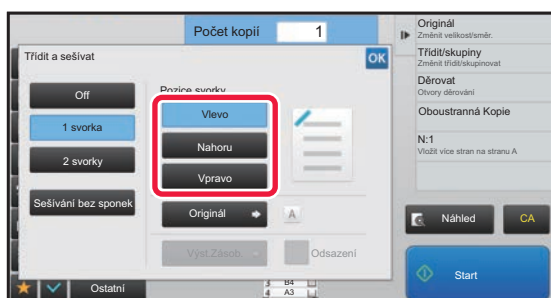 Počet kopií 1
Třídit a sešívat
OK
Off
1 svorka
2 svorky
Sešívání bez sponek
Pozice svorky
Vlevo
Nahoru
Vpravo
Originál
A
Výst.Zásob.
Odsazení
Ostatní
3 B4
4 A3
Originál
Změnit velikost/směr.
Třídit/skupiny
Změnit třídit/skupinovat
Děrovat
Otvory děrování
Oboustranná Kopie
N:1
Vložit více stran na stranu A
Náhled
CA
Start